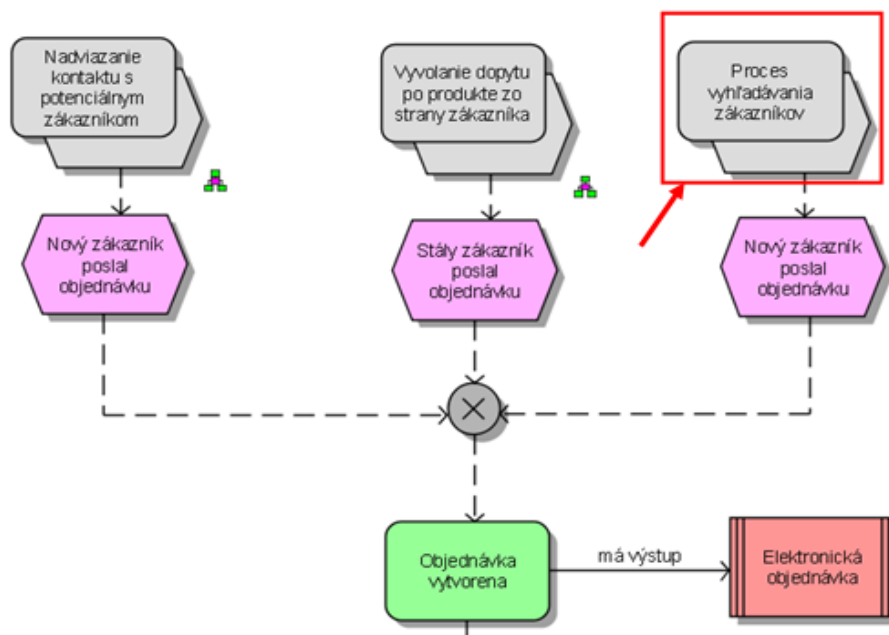 Nadviazanie
kontaktu s
potenciálnym
zákazníkom
Vyvolanie dopytu
po produkte zo
strany zákazníka
Proces
vyhľadávania
zákazníkov
Nový zákazník
poslal
objednávku
Stály zákazník
poslal
objednávku
Nový zákazník
poslal
objednávku
Objednávka
vytvorena
má výstup
Elektronická
objednávka